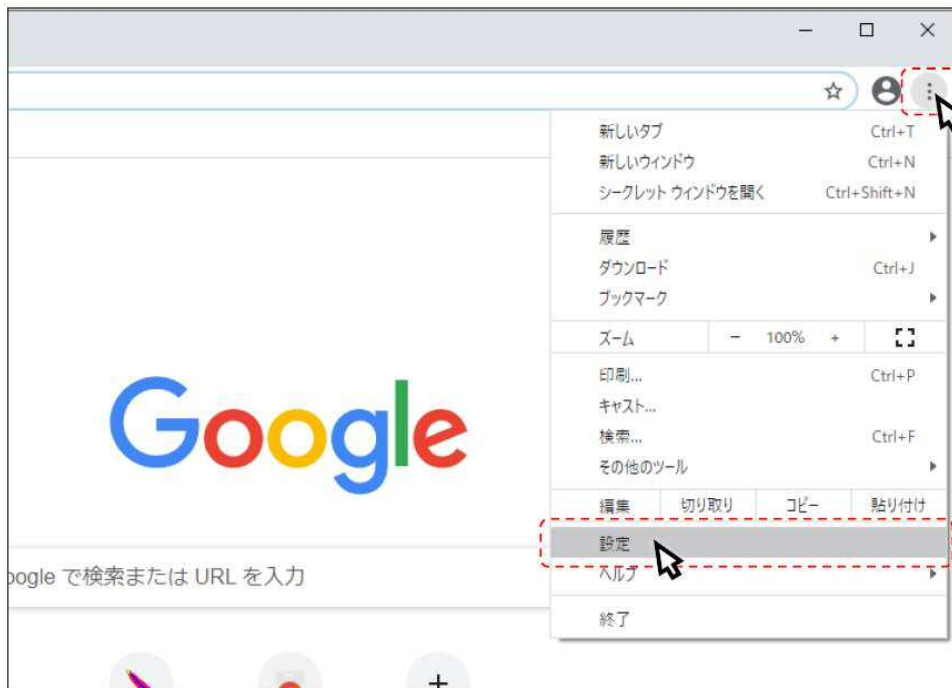 新しいタブ Ctrl+T
新しいウィンドウ Ctrl+N
シークレット ウィンドウを開く Ctrl+Shift+N
履歴
ダウンロード Ctrl+J
ブックマーク
ズーム − 100% +
印刷... Ctrl+P
キャスト...
検索... Ctrl+F
その他のツール
編集 切り取り コピー 貼り付け
設定
ヘルプ
終了
Google
oogle で検索または URL を入力